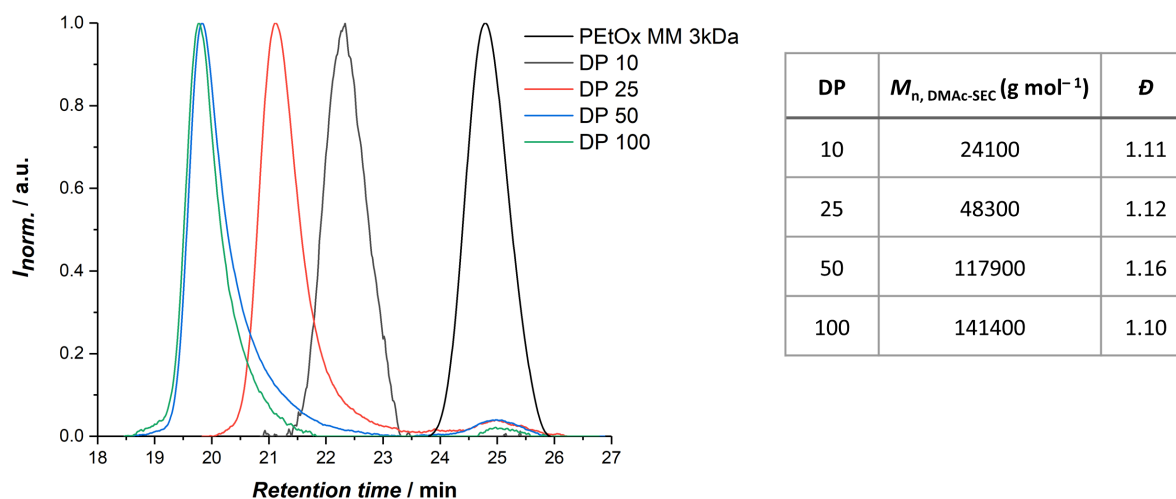 PEtOx MM 3kDa
DP 10
DP 25
DP 50
DP 100
1.0
0.8
0.6
0.4
0.2
0.0
I norm. / a.u.
18 19 20 21 22 23 24 25 26 27
Retention time / min
DP Mn, DMAc-SEC (g mol–1) Đ
10 24100 1.11
25 48300 1.12
50 117900 1.16
100 141400 1.10